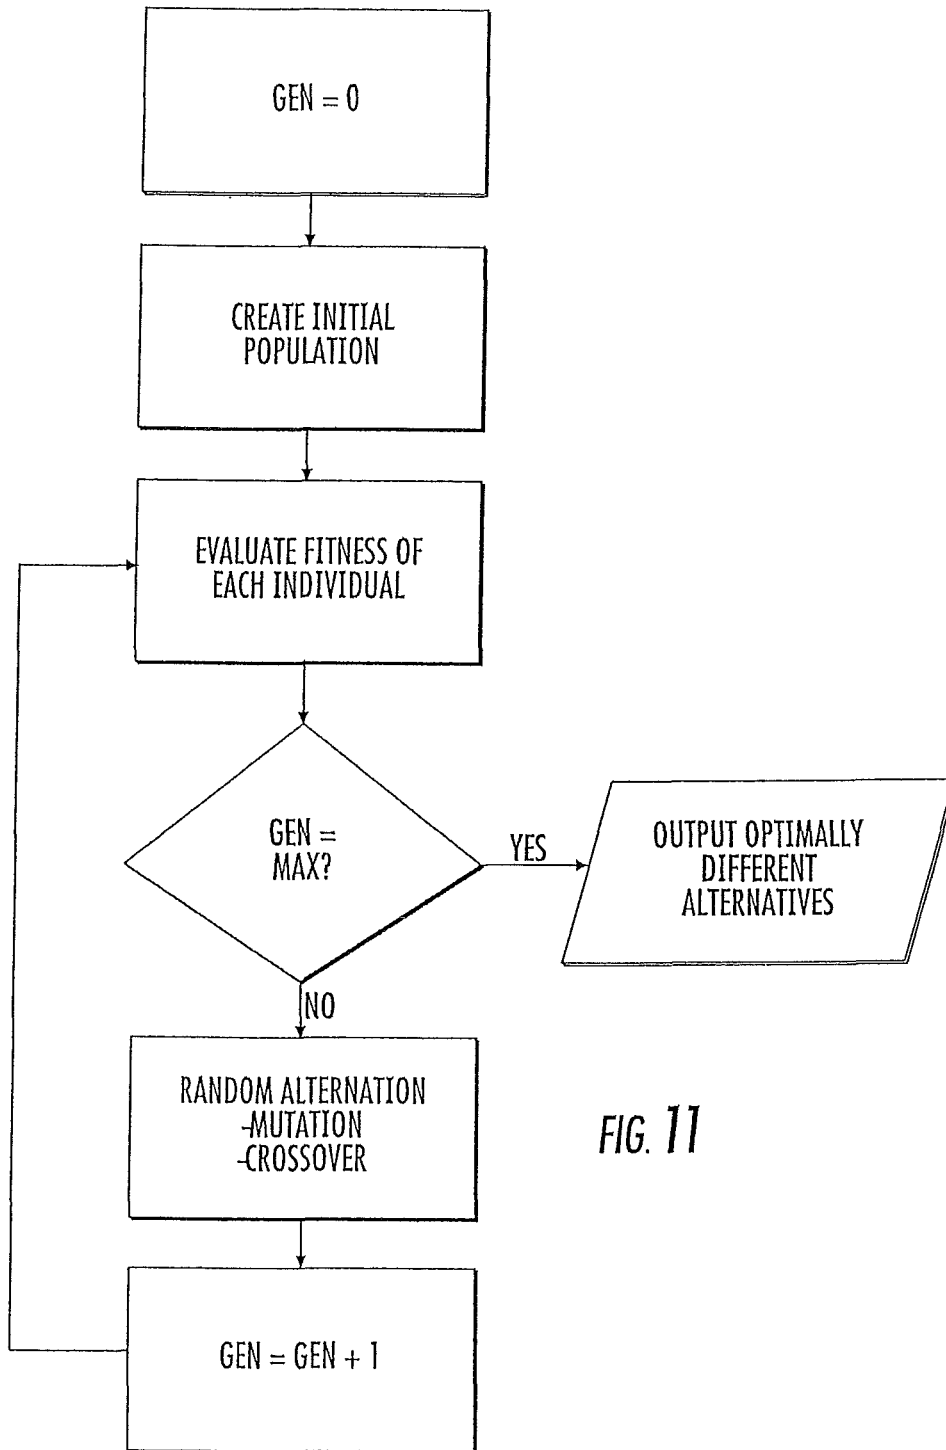 GEN = 0
CREATE INITIAL
POPULATION
EVALUATE FITNESS OF
EACH INDIVIDUAL
GEN =
MAX?
YES
OUTPUT OPTIMALLY
DIFFERENT
ALTERNATIVES
NO
RANDOM ALTERNATION
-MUTATION
-CROSSOVER
FIG. 11
GEN = GEN + 1